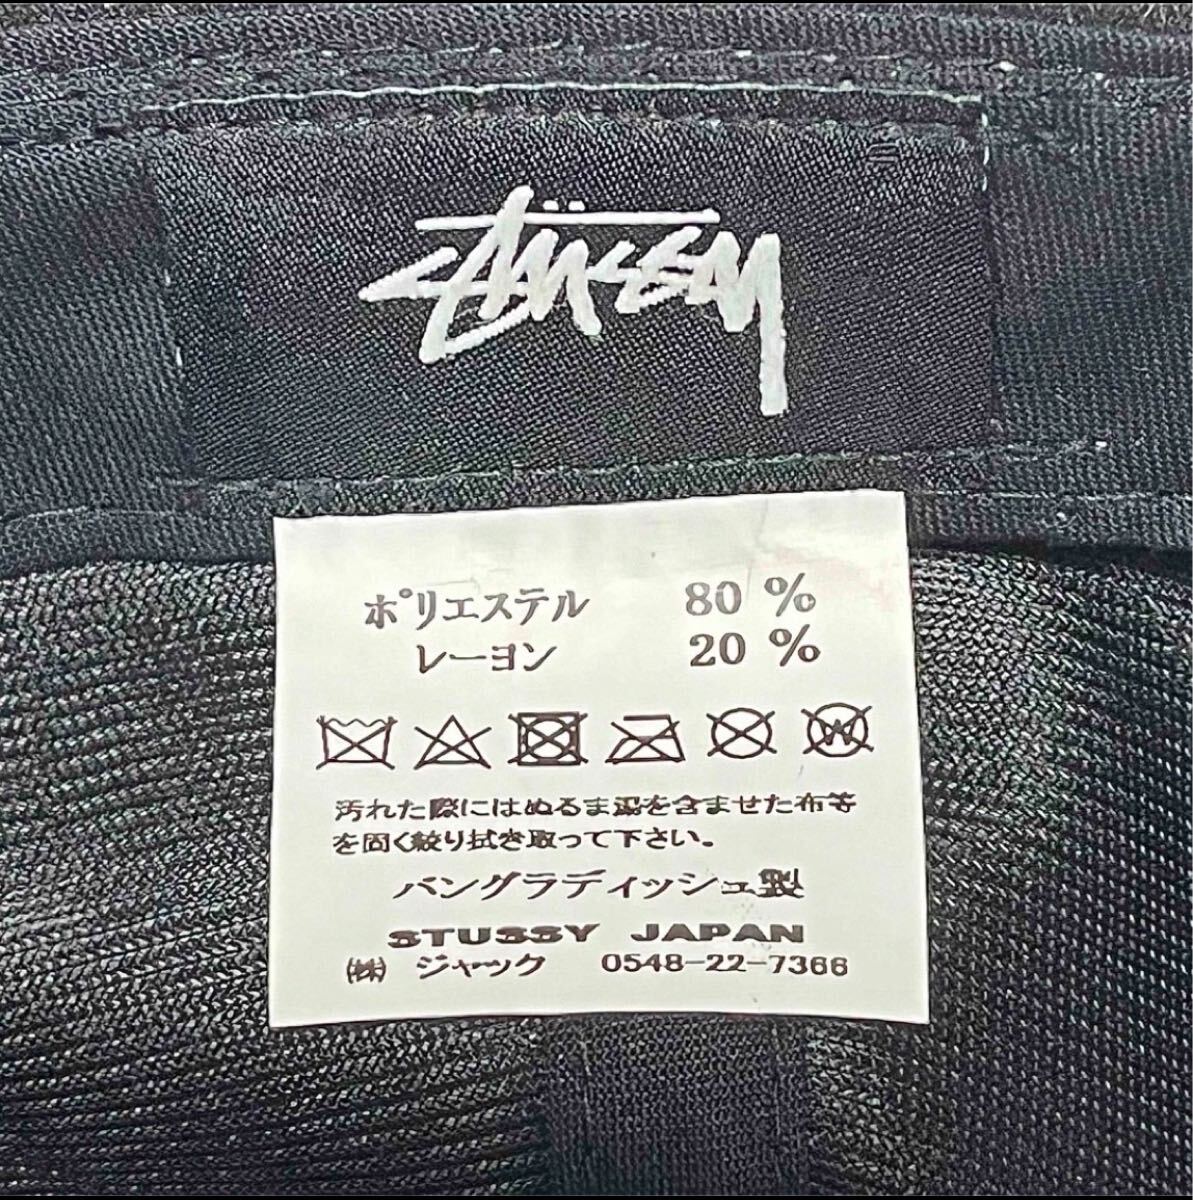 STÜSSY
ポリエステル 80 %
レーヨン 20 %
W
汚れた際にはぬるま湯を含ませた布等
を固く絞り拭き取って下さい。
バングラディッシュ製
STUSSY JAPAN
(株) ジャック 0548-22-7366